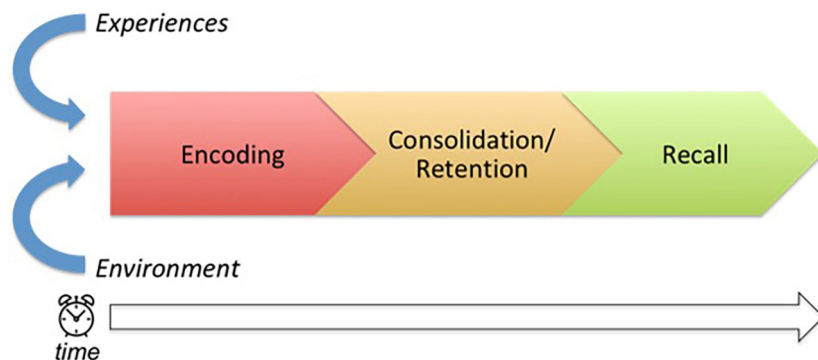 Experiences
Encoding
Consolidation/
Retention
Recall
Environment
time